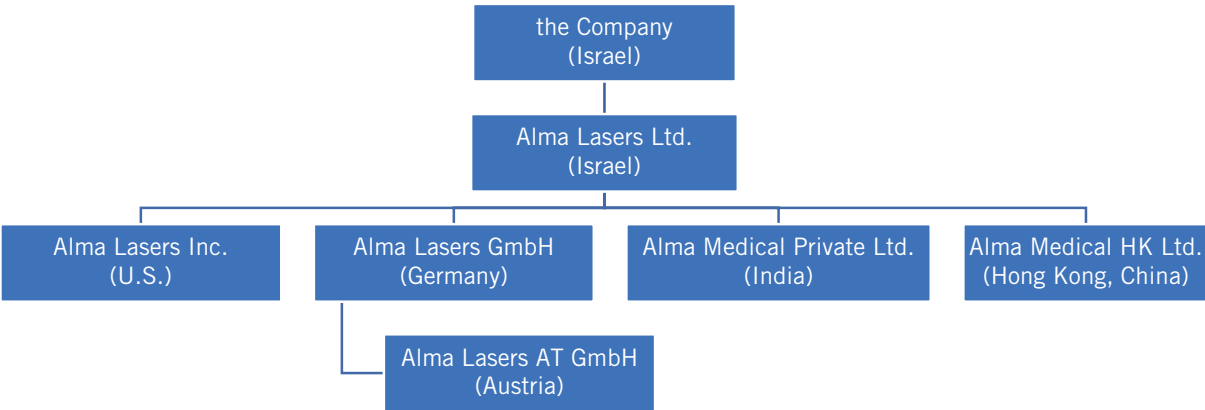 the Company
(Israel)
Alma Lasers Ltd.
(Israel)
Alma Lasers Inc.
(U.S.)
Alma Lasers GmbH
(Germany)
Alma Medical Private Ltd.
(India)
Alma Medical HK Ltd.
(Hong Kong, China)
Alma Lasers AT GmbH
(Austria)